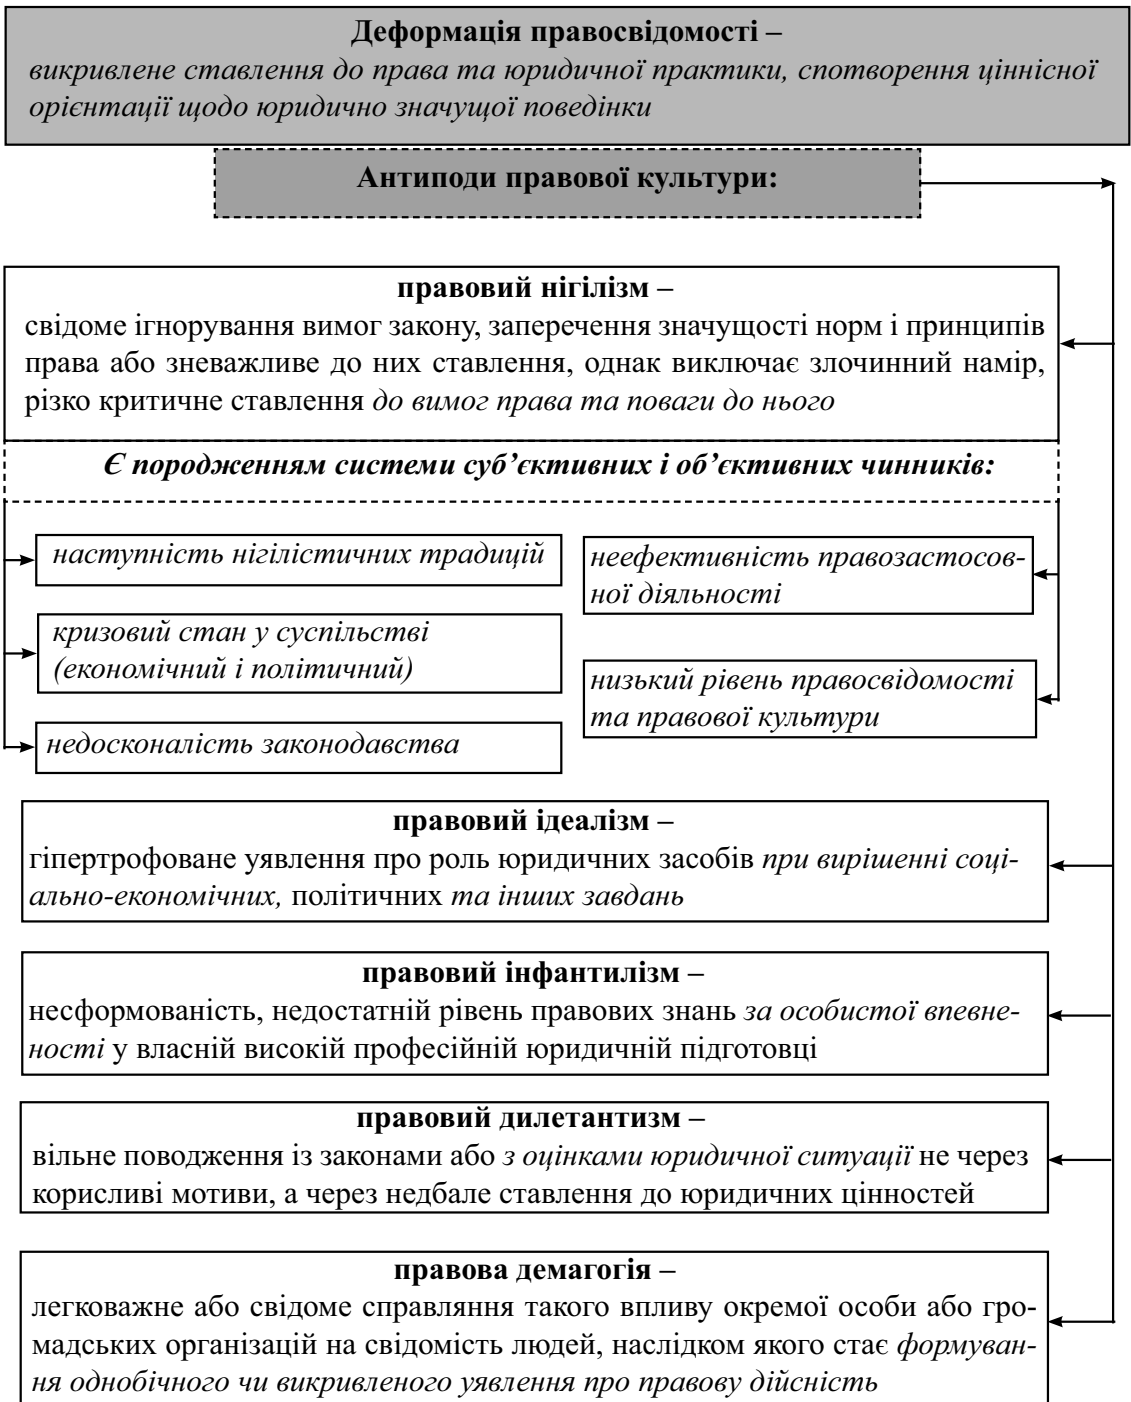 Деформація правосвідомості –
викривлене ставлення до права та юридичної практики, спотворення ціннісної
орієнтації щодо юридично значущої поведінки
Антиподи правової культури:
правовий нігілізм –
свідоме ігнорування вимог закону, заперечення значущості норм і принципів
права або зневажливе до них ставлення, однак виключає злочинний намір,
різко критичне ставлення до вимог права та поваги до нього
Є породженням системи суб’єктивних і об’єктивних чинників:
наступність нігілістичних традицій
кризовий стан у суспільстві
(економічний і політичний)
недосконалість законодавства
неефективність правозастосов-
ної діяльності
низький рівень правосвідомості
та правової культури
правовий ідеалізм –
гіпертрофоване уявлення про роль юридичних засобів при вирішенні соці-
ально-економічних, політичних та інших завдань
правовий інфантилізм –
несформованість, недостатній рівень правових знань за особистої впевне-
ності у власній високій професійній юридичній підготовці
правовий дилетантизм –
вільне поводження із законами або з оцінками юридичної ситуації не через
корисливі мотиви, а через недбале ставлення до юридичних цінностей
правова демагогія –
легковажне або свідоме справляння такого впливу окремої особи або гро-
мадських організацій на свідомість людей, наслідком якого стає формуван-
ня однобічного чи викривленого уявлення про правову дійсність